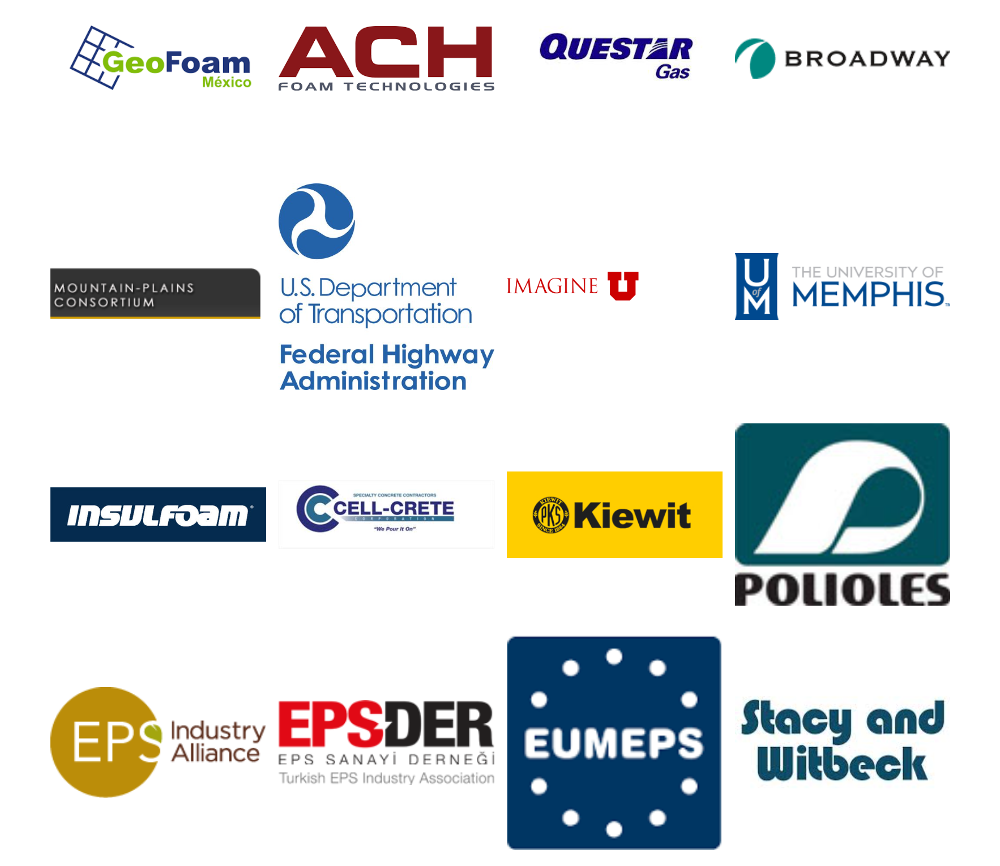 GeoFoam
México
ACH
FOAM TECHNOLOGIES
QUESTAR
Gas
BROADWAY
MOUNTAIN-PLAINS
CONSORTIUM
U.S. Department
of Transportation
Federal Highway
Administration
IMAGINE U
U
of
M
THE UNIVERSITY OF
MEMPHIS™
INSULFOAM®
SPECIALTY CONCRETE CONTRACTORS
CELL-CRETE
CORPORATION
"We Pour It On"
KIEWIT
PKS
SINCE 1884
Kiewit
POLIOLES
EPS Industry
Alliance
EPSDER
EPS SANAYİ DERNEĞİ
Turkish EPS Industry Association
EUMEPS
Stacy and
Witbeck